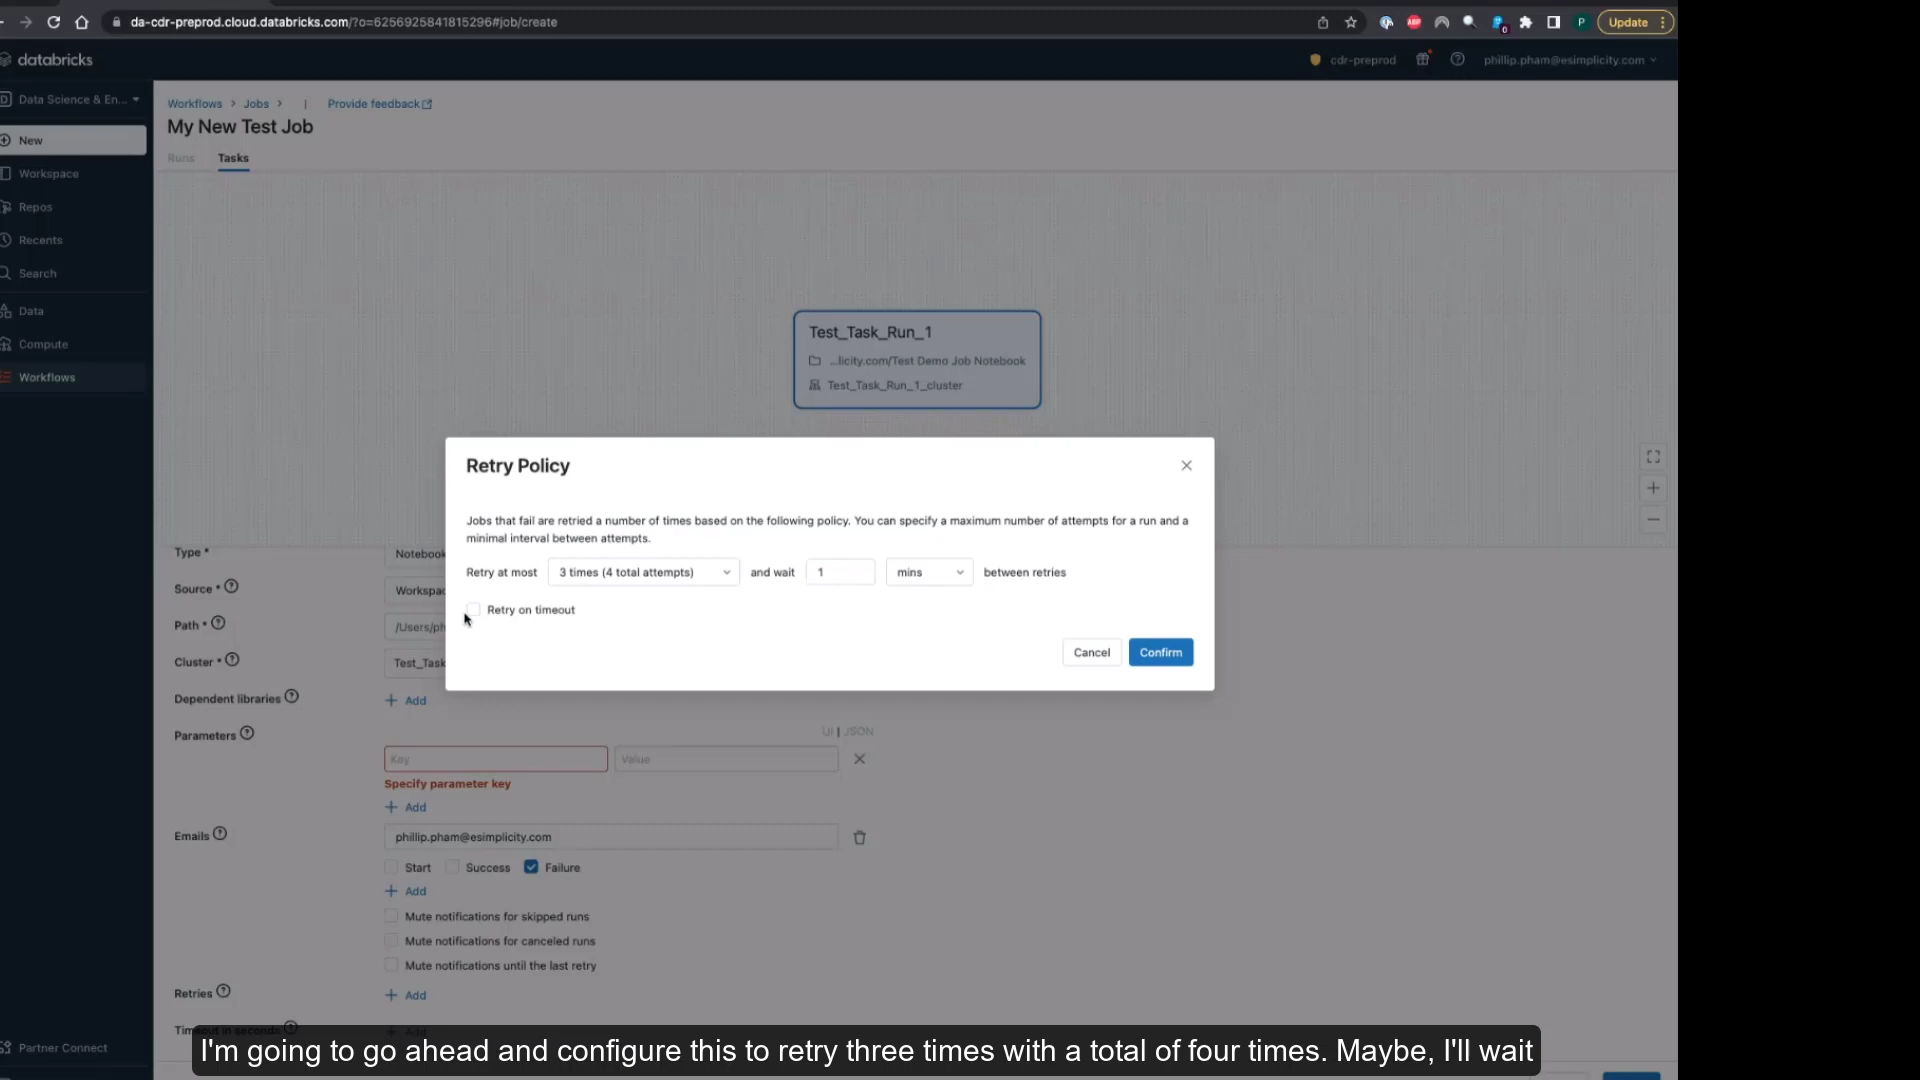 da-cdr-preprod.cloud.databricks.com/?o=6256925841815296#job/create
ABP
0
P
Update
databricks
cdr-preprod
phillip.pham@esimplicity.com
D Data Science & En...
New
Workspace
Repos
Recents
Search
Data
Compute
Workflows
Partner Connect
Workflows > Jobs > | Provide feedback
My New Test Job
Runs Tasks
Test_Task_Run_1
...licity.com/Test Demo Job Notebook
Test_Task_Run_1_cluster
Retry Policy
Jobs that fail are retried a number of times based on the following policy. You can specify a maximum number of attempts for a run and a
minimal interval between attempts.
Retry at most 3 times (4 total attempts) and wait 1 mins between retries
Retry on timeout
Cancel Confirm
Type * Notebook
Source * Workspac
Path * /Users/ph
Cluster * Test_Task
Dependent libraries + Add
Parameters UI | JSON
Key Value
Specify parameter key
+ Add
Emails phillip.pham@esimplicity.com
Start Success Failure
+ Add
Mute notifications for skipped runs
Mute notifications for canceled runs
Mute notifications until the last retry
Retries + Add
Timeout in seconds + Add
I'm going to go ahead and configure this to retry three times with a total of four times. Maybe, I'll wait